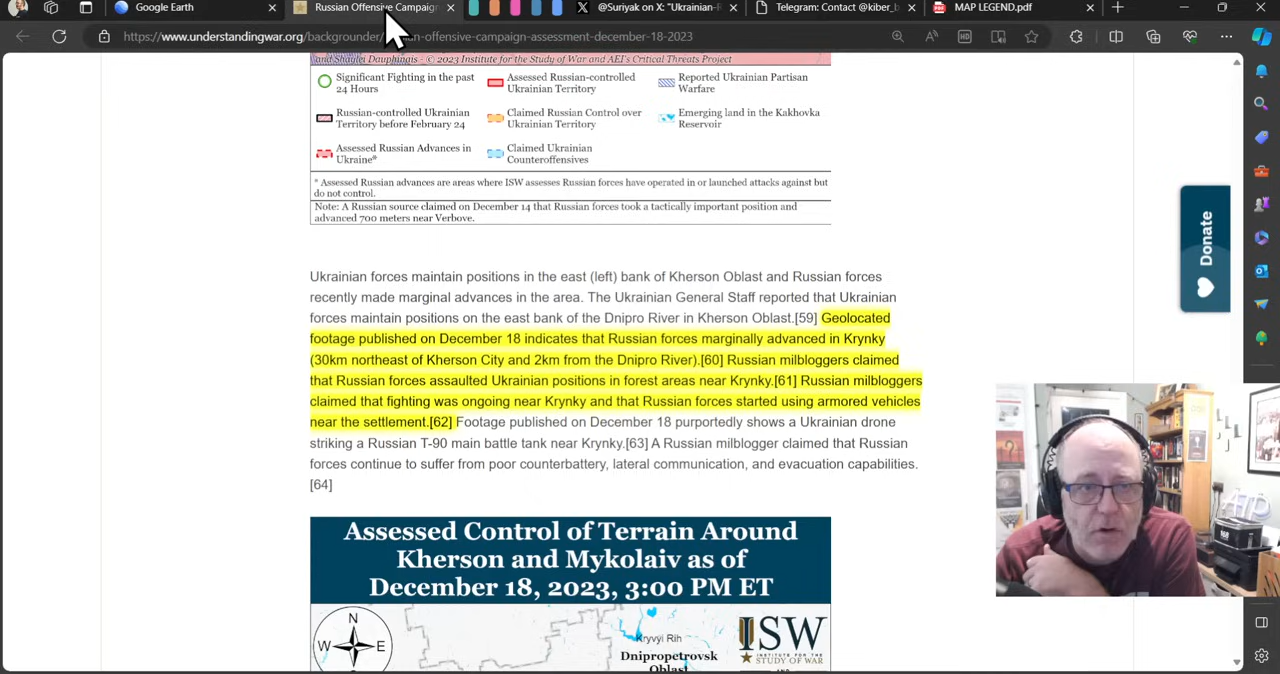 Google Earth
Russian Offensive Campaig
@Suriyak on X: "Ukrainian-F
Telegram: Contact @kiber_b
MAP LEGEND.pdf
https://www.understandingwar.org/backgrounder/
an-offensive-campaign-assessment-december-18-2023
and Shaylei Dauphinais - © 2023 Institute for the Study of War and AEI's Critical Threats Project
Significant Fighting in the past
24 Hours
Assessed Russian-controlled
Ukrainian Territory
Reported Ukrainian Partisan
Warfare
Russian-controlled Ukrainian
Territory before February 24
Claimed Russian Control over
Ukrainian Territory
Emerging land in the Kakhovka
Reservoir
Assessed Russian Advances in
Ukraine*
Claimed Ukrainian
Counteroffensives
* Assessed Russian advances are areas where ISW assesses Russian forces have operated in or launched attacks against but
do not control.
Note: A Russian source claimed on December 14 that Russian forces took a tactically important position and
advanced 700 meters near Verbove.
Donate
Ukrainian forces maintain positions in the east (left) bank of Kherson Oblast and Russian forces
recently made marginal advances in the area. The Ukrainian General Staff reported that Ukrainian
forces maintain positions on the east bank of the Dnipro River in Kherson Oblast.[59] Geolocated
footage published on December 18 indicates that Russian forces marginally advanced in Krynky
(30km northeast of Kherson City and 2km from the Dnipro River).[60] Russian milbloggers claimed
that Russian forces assaulted Ukrainian positions in forest areas near Krynky.[61] Russian milbloggers
claimed that fighting was ongoing near Krynky and that Russian forces started using armored vehicles
near the settlement.[62] Footage published on December 18 purportedly shows a Ukrainian drone
striking a Russian T-90 main battle tank near Krynky.[63] A Russian milblogger claimed that Russian
forces continue to suffer from poor counterbattery, lateral communication, and evacuation capabilities.
[64]
Assessed Control of Terrain Around
Kherson and Mykolaiv as of
December 18, 2023, 3:00 PM ET
N
W
E
Kryvyi Rih
Dnipropetrovsk
Oblast
ISW
INSTITUTE FOR THE
STUDY OF WAR
ATP